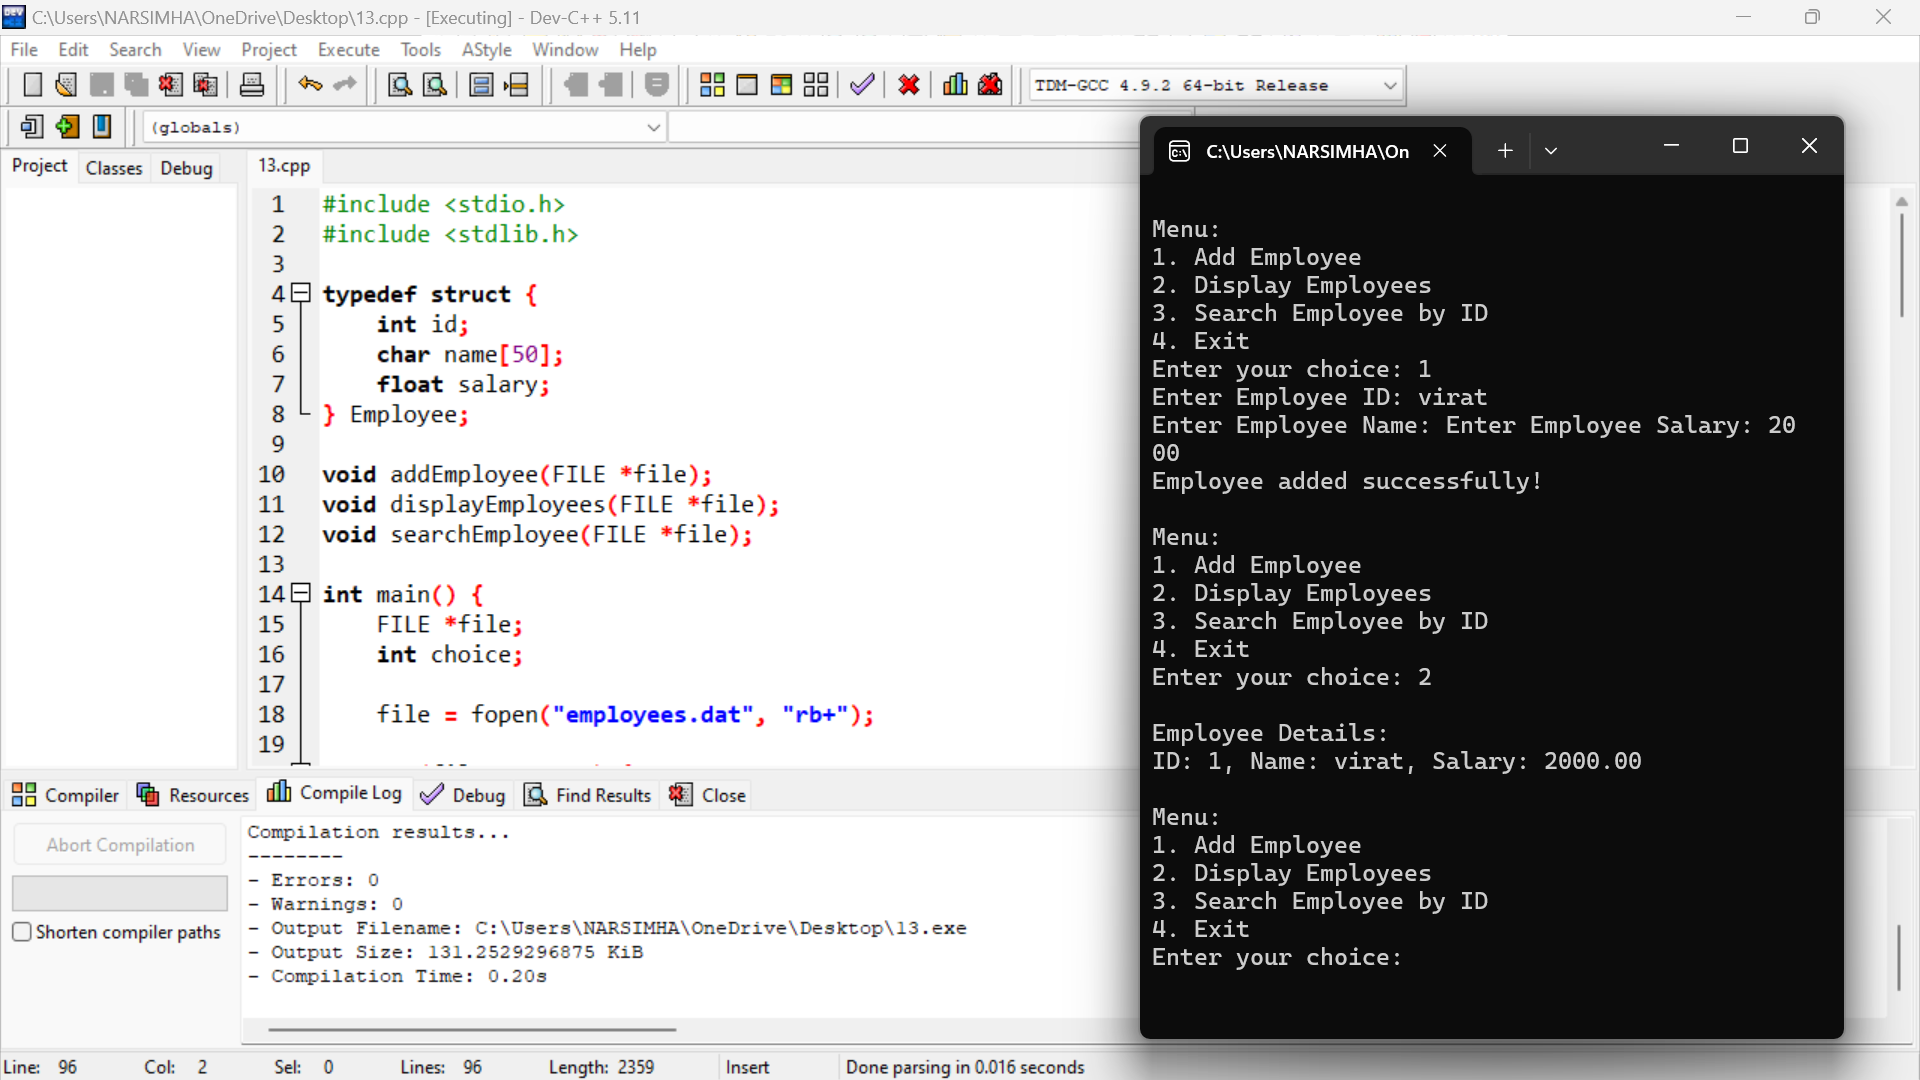 C:\Users\NARSIMHA\OneDrive\Desktop\13.cpp - [Executing] - Dev-C++ 5.11
File Edit Search View Project Execute Tools AStyle Window Help
TDM-GCC 4.9.2 64-bit Release
(globals)
Project Classes Debug
13.cpp
1 #include <stdio.h>
2 #include <stdlib.h>
3
4 typedef struct {
5 int id;
6 char name[50];
7 float salary;
8 } Employee;
9
10 void addEmployee(FILE *file);
11 void displayEmployees(FILE *file);
12 void searchEmployee(FILE *file);
13
14 int main() {
15 FILE *file;
16 int choice;
17
18 file = fopen("employees.dat", "rb+");
19
C:\Users\NARSIMHA\On
Menu:
1. Add Employee
2. Display Employees
3. Search Employee by ID
4. Exit
Enter your choice: 1
Enter Employee ID: virat
Enter Employee Name: Enter Employee Salary: 20
00
Employee added successfully!
Menu:
1. Add Employee
2. Display Employees
3. Search Employee by ID
4. Exit
Enter your choice: 2
Employee Details:
ID: 1, Name: virat, Salary: 2000.00
Menu:
1. Add Employee
2. Display Employees
3. Search Employee by ID
4. Exit
Enter your choice:
Compiler Resources Compile Log Debug Find Results Close
Abort Compilation
Shorten compiler paths
Compilation results...
--------
- Errors: 0
- Warnings: 0
- Output Filename: C:\Users\NARSIMHA\OneDrive\Desktop\13.exe
- Output Size: 131.2529296875 KiB
- Compilation Time: 0.20s
Line: 96 Col: 2 Sel: 0 Lines: 96 Length: 2359 Insert Done parsing in 0.016 seconds